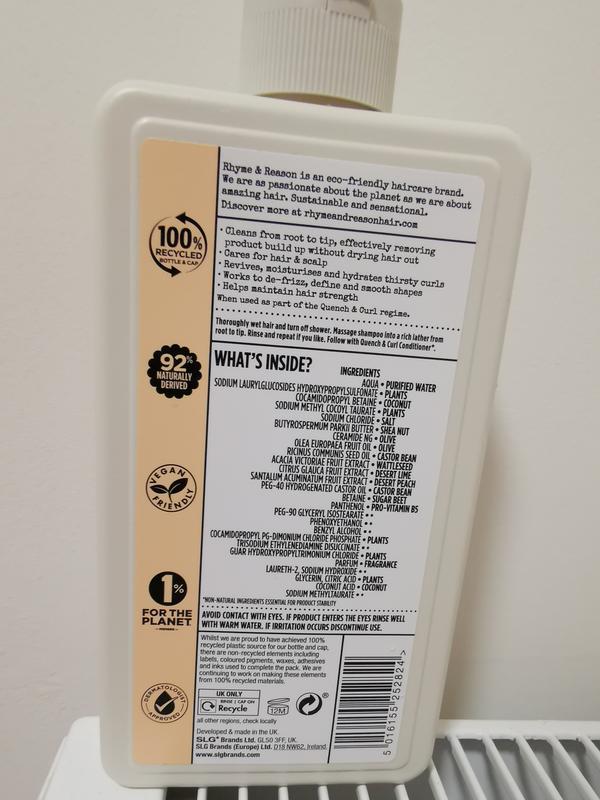 Rhyme & Reason is an eco-friendly haircare brand.
We are as passionate about the planet as we are about
amazing hair. Sustainable and sensational.
Discover more at rhymeandreasonhair.com
• Cleans from root to tip, effectively removing
product build up without drying hair out
• Cares for hair & scalp
• Revives, moisturises and hydrates thirsty curls
• Works to de-frizz, define and smooth shapes
• Helps maintain hair strength
When used as part of the Quench & Curl regime.
Thoroughly wet hair and turn off shower. Massage shampoo into a rich lather from
root to tip. Rinse and repeat if you like. Follow with Quench & Curl Conditioner*.
100%
RECYCLED
BOTTLE & CAP
92%
NATURALLY
DERIVED
VEGAN
FRIENDLY
1%
FOR THE
PLANET
MEMBER
DERMATOLOGIST
APPROVED
WHAT'S INSIDE?
INGREDIENTS
AQUA • PURIFIED WATER
SODIUM LAURYLGLUCOSIDES HYDROXYPROPYLSULFONATE • PLANTS
COCAMIDOPROPYL BETAINE • COCONUT
SODIUM METHYL COCOYL TAURATE • PLANTS
SODIUM CHLORIDE • SALT
BUTYROSPERMUM PARKII BUTTER • SHEA NUT
CERAMIDE NG • OLIVE
OLEA EUROPAEA FRUIT OIL • OLIVE
RICINUS COMMUNIS SEED OIL • CASTOR BEAN
ACACIA VICTORIAE FRUIT EXTRACT • WATTLESEED
CITRUS GLAUCA FRUIT EXTRACT • DESERT LIME
SANTALUM ACUMINATUM FRUIT EXTRACT • DESERT PEACH
PEG-40 HYDROGENATED CASTOR OIL • CASTOR BEAN
BETAINE • SUGAR BEET
PANTHENOL • PRO-VITAMIN B5
PEG-90 GLYCERYL ISOSTEARATE ••
PHENOXYETHANOL ••
BENZYL ALCOHOL ••
COCAMIDOPROPYL PG-DIMONIUM CHLORIDE PHOSPHATE • PLANTS
TRISODIUM ETHYLENEDIAMINE DISUCCINATE ••
GUAR HYDROXYPROPYLTRIMONIUM CHLORIDE • PLANTS
PARFUM • FRAGRANCE
LAURETH-2, SODIUM HYDROXIDE ••
GLYCERIN, CITRIC ACID • PLANTS
COCONUT ACID • COCONUT
SODIUM METHYLTAURATE ••
*NON-NATURAL INGREDIENTS ESSENTIAL FOR PRODUCT STABILITY
AVOID CONTACT WITH EYES. IF PRODUCT ENTERS THE EYES RINSE WELL
WITH WARM WATER. IF IRRITATION OCCURS DISCONTINUE USE.
Whilst we are proud to have achieved 100%
recycled plastic source for our bottle and cap,
there are non-recycled elements including
labels, coloured pigments, waxes, adhesives
and inks used to complete the pack. We are
continuing to work on making these elements
from 100% recycled materials.
UK ONLY
RINSE | CAP ON
Recycle
12M
®
all other regions, check locally
Developed & made in the UK.
SLG® Brands Ltd. GL50 3FF, UK.
SLG Brands (Europe) Ltd. D18 NW62, Ireland.
www.slgbrands.com
5 016155 252824 >